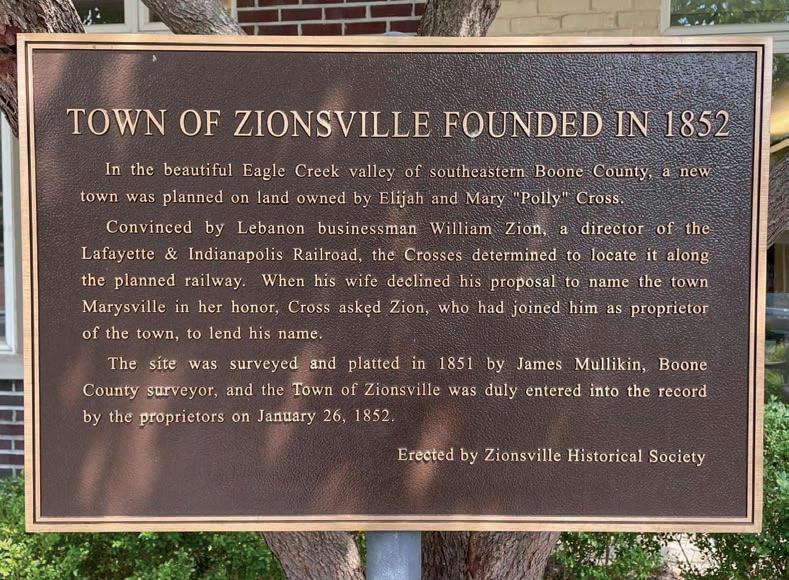 TOWN OF ZIONSVILLE FOUNDED IN 1852
In the beautiful Eagle Creek valley of southeastern Boone County, a new
town was planned on land owned by Elijah and Mary "Polly" Cross.
Convinced by Lebanon businessman William Zion, a director of the
Lafayette & Indianapolis Railroad, the Crosses determined to locate it along
the planned railway. When his wife declined his proposal to name the town
Marysville in her honor, Cross asked Zion, who had joined him as proprietor
of the town, to lend his name.
The site was surveyed and platted in 1851 by James Mullikin, Boone
County surveyor, and the Town of Zionsville was duly entered into the record
by the proprietors on January 26, 1852.
Erected by Zionsville Historical Society